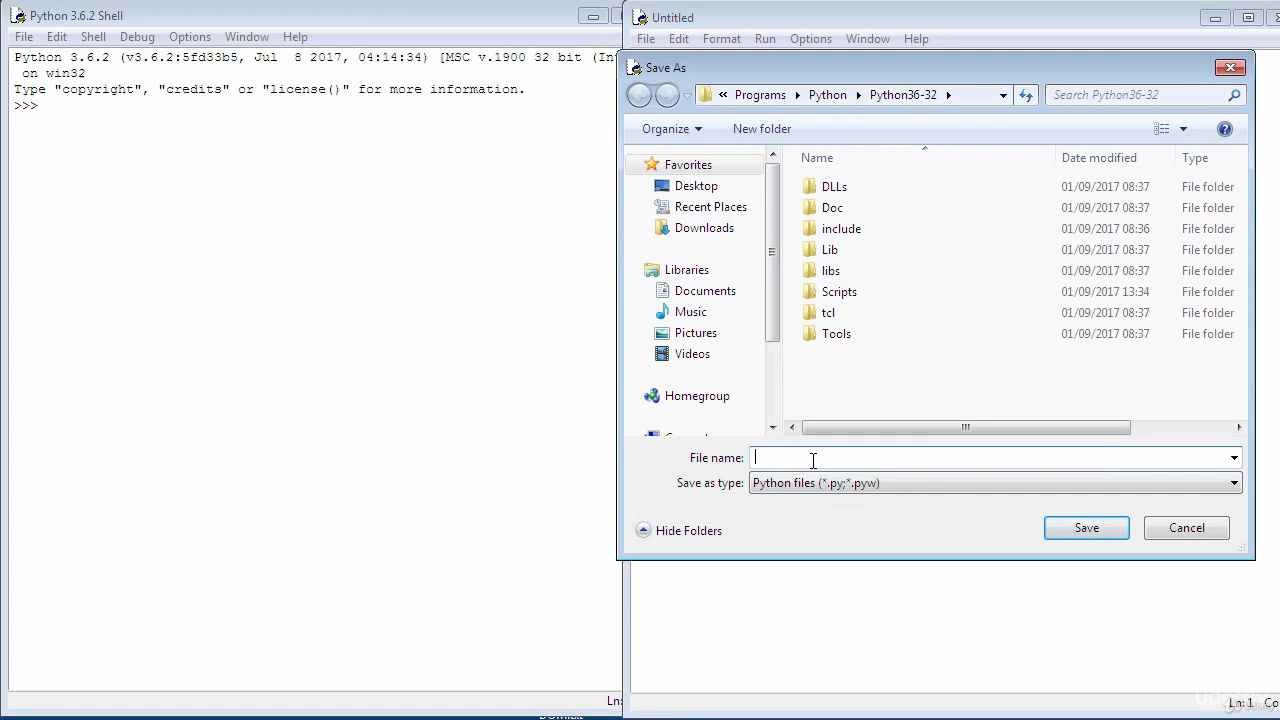 Python 3.6.2 Shell
File Edit Shell Debug Options Window Help
Python 3.6.2 (v3.6.2:5fd33b5, Jul 8 2017, 04:14:34) [MSC v.1900 32 bit (In
on win32
Type "copyright", "credits" or "license()" for more information.
>>>
Ln:
Untitled
File Edit Format Run Options Window Help
Save As
« Programs Python Python36-32
Search Python36-32
Organize New folder
Name Date modified Type
Favorites
Desktop
Recent Places
Downloads
Libraries
Documents
Music
Pictures
Videos
Homegroup
DLLs 01/09/2017 08:37 File folder
Doc 01/09/2017 08:37 File folder
include 01/09/2017 08:36 File folder
Lib 01/09/2017 08:37 File folder
libs 01/09/2017 08:37 File folder
Scripts 01/09/2017 13:34 File folder
tcl 01/09/2017 08:37 File folder
Tools 01/09/2017 08:37 File folder
File name:
Save as type: Python files (*.py;*.pyw)
Hide Folders
Save Cancel
Ln: 1 Co